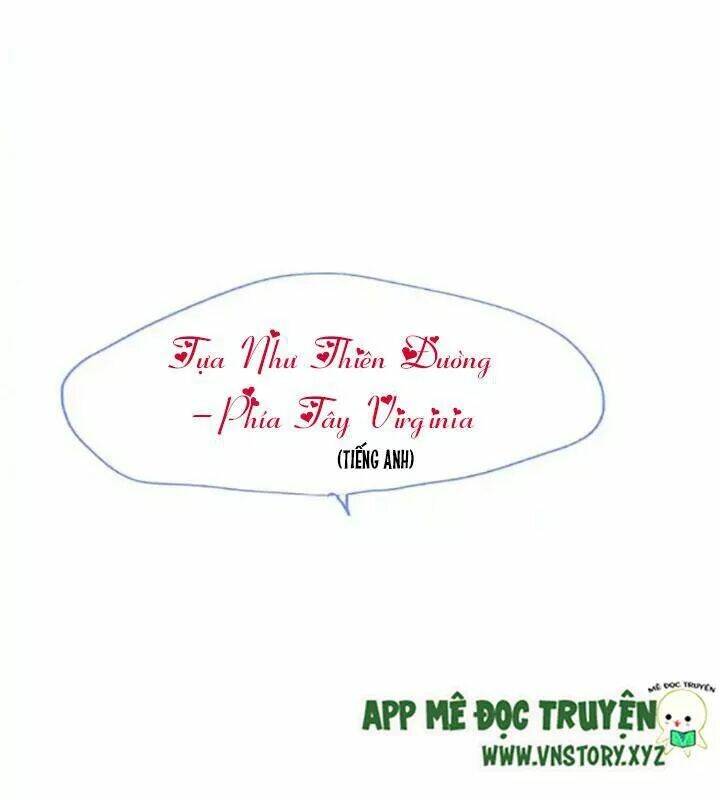 Tựa Như Thiên Đường
-Phía Tây Virginia
(TIẾNG ANH)
MÊ ĐỌC TRUYỆN
APP MÊ ĐỌC TRUYỆN
WWW.VNSTORY.XYZ